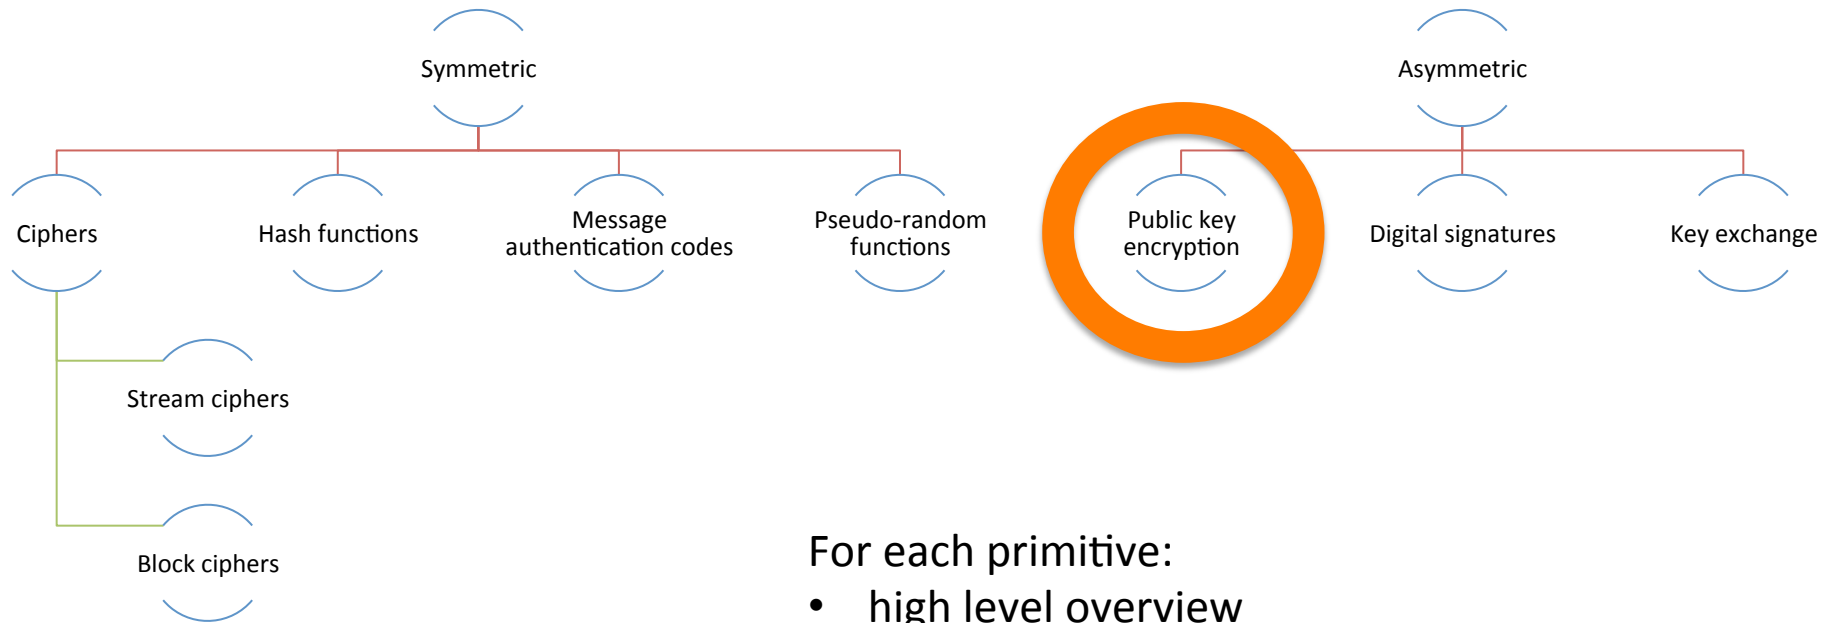 Symmetric
Asymmetric
Ciphers
Hash functions
Message
authentication codes
Pseudo-random
functions
Public key
encryption
Digital signatures
Key exchange
Stream ciphers
Block ciphers
For each primitive:
• high level overview